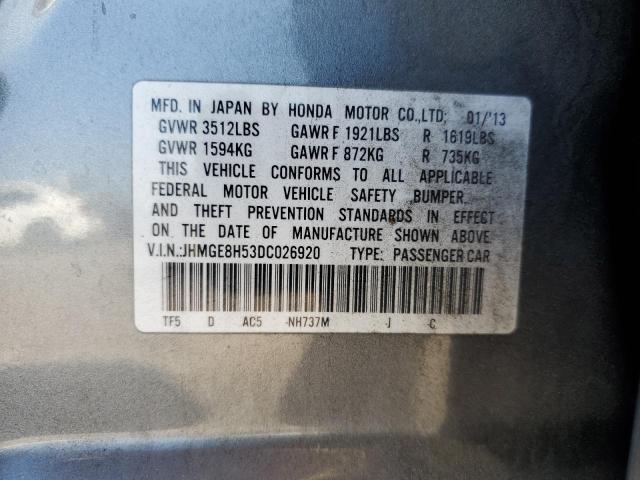 MFD. IN JAPAN BY HONDA MOTOR CO.,LTD; 01/'13
GVWR 3512LBS GAWR F 1921LBS R 1619LBS
GVWR 1594KG GAWR F 872KG R 735KG
THIS VEHICLE CONFORMS TO ALL APPLICABLE
FEDERAL MOTOR VEHICLE SAFETY, BUMPER,
AND THEFT PREVENTION STANDARDS IN EFFECT
ON THE DATE OF MANUFACTURE SHOWN ABOVE.
V.I.N.:JHMGE8H53DC026920 TYPE: PASSENGER CAR
TF5 D AC5 -NH737M -J -C